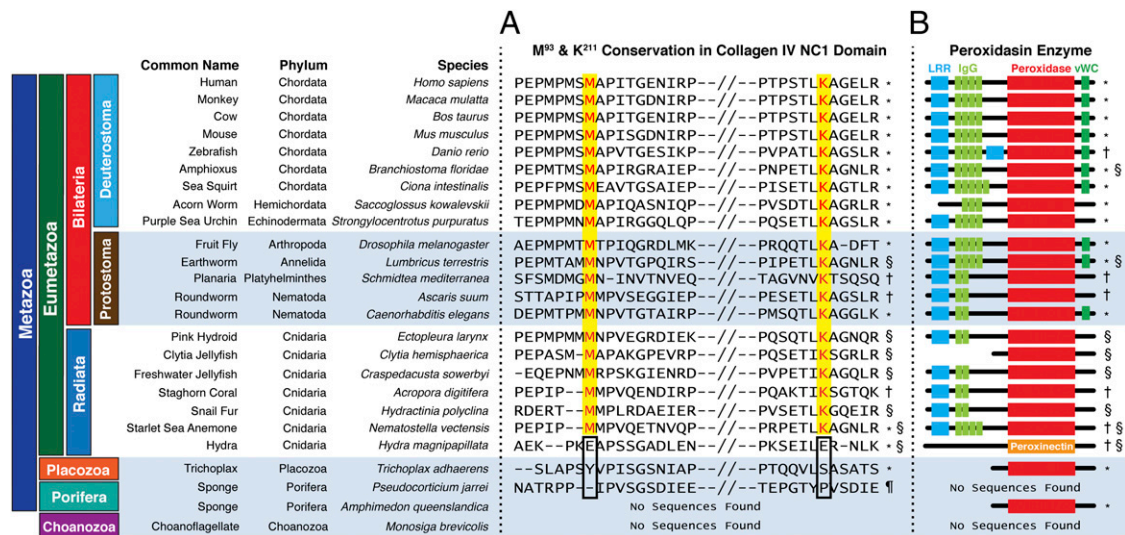 A
B
M93 & K211 Conservation in Collagen IV NC1 Domain
Peroxidasin Enzyme
Common Name Phylum Species
LRR IgG Peroxidase vWC
Metazoa
Eumetazoa
Bilateria
Deuterostoma
Protostoma
Radiata
Placozoa
Porifera
Choanozoa
Human Chordata Homo sapiens PEPMPMSMAPITGENIRP--//--PTPSTLKAGELR * *
Monkey Chordata Macaca mulatta PEPMPMSMAPITGDNIRP--//--PTPSTLKAGELR * *
Cow Chordata Bos taurus PEPMPMSMAPITGDNIRP--//--PTPSTLKAGELR * *
Mouse Chordata Mus musculus PEPMPMSMAPISGDNIRP--//--PTPSTLKAGELR * *
Zebrafish Chordata Danio rerio PEPMPMSMAPVTGESIKP--//--PVPATLKAGSLR * †
Amphioxus Chordata Branchiostoma floridae PEPMPTMMAPIRGRAIEP--//--PNPETLKAGNLR * * §
Sea Squirt Chordata Ciona intestinalis PEPFPMSMEAVTGSAIEP--//--PISETLKAGTLR * *
Acorn Worm Hemichordata Saccoglossus kowalevskii PEPMPMDMAPIQASNIQP--//--PVSDTLKAGRLR * *
Purple Sea Urchin Echinodermata Strongylocentrotus purpuratus TEPMPMNMAPIRGGQLQP--//--PQSETLKAGSLR * *
Fruit Fly Arthropoda Drosophila melanogaster AEPMPMTMTPIQGRDLMK--//--PRQQTLKA-DFT * *
Earthworm Annelida Lumbricus terrestris PEPMTAMMNPVTGPQIRS--//--PIPETLKAGNLR § * §
Planaria Platyhelminthes Schmidtea mediterranea SFSMDMGMN-INVTNVEQ--//--TAGVNVKTSQSQ † †
Roundworm Nematoda Ascaris suum STTAPIPMMPVSEGGIEP--//--PESETLKAGSLQ † †
Roundworm Nematoda Caenorhabditis elegans DEPMTPMMGPVTGTAIRP--//--PMSQTLKAGGLK * *
Pink Hydroid Cnidaria Ectopleura larynx PEPMPMMMNPVEGRDIEK--//--PQSQTLKAGNQR § §
Clytia Jellyfish Cnidaria Clytia hemisphaerica PEPASM-MAPAKGPEVRP--//--PQSETIKSGRLR § §
Freshwater Jellyfish Cnidaria Craspedacusta sowerbyi -EQEPNMMRPSKGIENRD--//--PVPETIKAGQLR § §
Staghorn Coral Cnidaria Acropora digitifera PEPIP--MMPVQENDIRP--//--PQAKTIKSGTQK † †
Snail Fur Cnidaria Hydractinia polyclina RDERT--MMPLRDAEIER--//--PVSETLKGQEIR § §
Starlet Sea Anemone Cnidaria Nematostella vectensis PEPIP--MMPVQETNVQP--//--PRPETLKAGNLR * § † §
Hydra Cnidaria Hydra magnipapillata AEK--PKEAPSSGADLEN--//--PKSEILER-NLK * § Peroxinectin † §
Trichoplax Placozoa Trichoplax adhaerens --SLAPSYVPISGSNIAP--//--PTQQVLSASATS * *
Sponge Porifera Pseudocorticium jarrei NATRPP--IPVSGSDIEE--//--TEPGTYPVSDIE ¶ No Sequences Found
Sponge Porifera Amphimedon queenslandica No Sequences Found *
Choanoflagellate Choanozoa Monosiga brevicolis No Sequences Found No Sequences Found